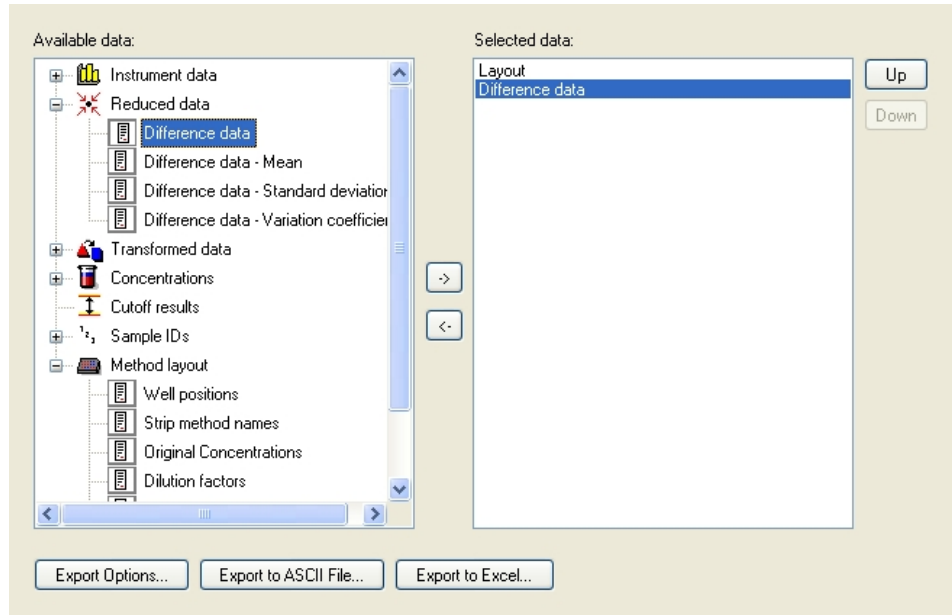 Available data:
Instrument data
Reduced data
Difference data
Difference data - Mean
Difference data - Standard deviation
Difference data - Variation coefficier
Transformed data
Concentrations
Cutoff results
Sample IDs
Method layout
Well positions
Strip method names
Original Concentrations
Dilution factors
Selected data:
Layout
Difference data
Up
Down
->
<-
Export Options...
Export to ASCII File...
Export to Excel...